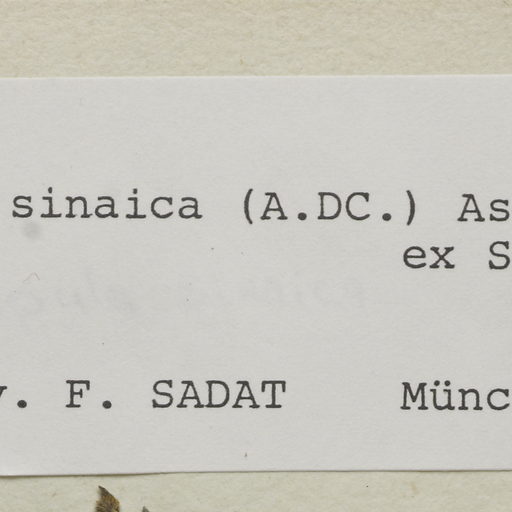 sinaica (A.DC.) As
ex S
v. F. SADAT Münc